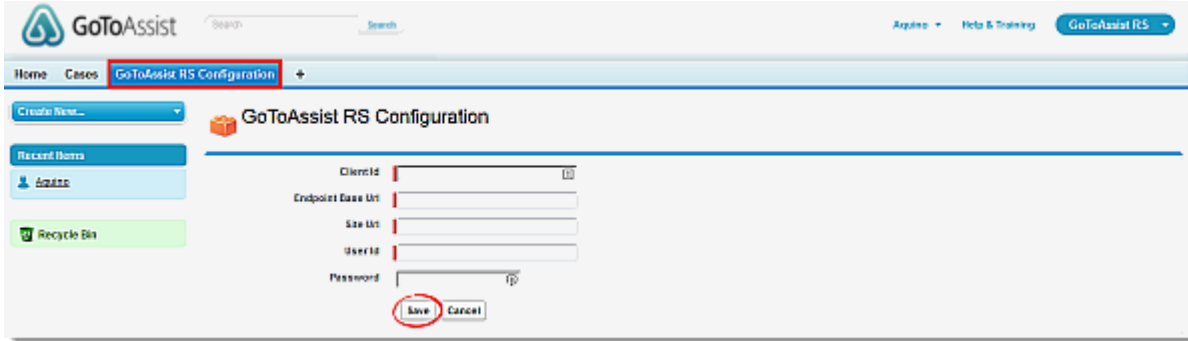 GoToAssist Search Search Aquino Help & Training GoToAssist RS
Home Cases GoToAssist RS Configuration +
Create New...
GoToAssist RS Configuration
Recent Items
Aquino
Recycle Bin
Client Id
Endpoint Base Url
Site Url
User Id
Password
Save Cancel